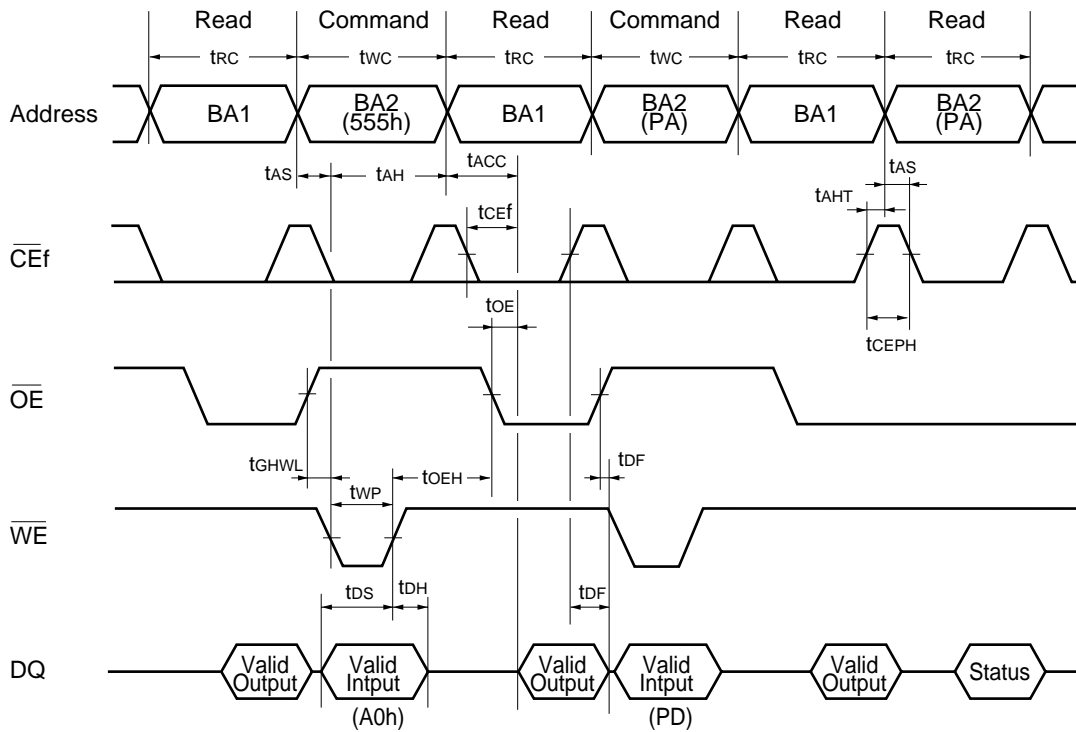 Read Command Read Command Read Read
tRC tWC tRC tWC tRC tRC
Address BA1 BA2 (555h) BA1 BA2 (PA) BA1 BA2 (PA)
tAS tAH tACC tAS
tAHT
tCEf
CEf
tOE
tCEPH
OE
tDF
tGHWL tWP tOEH
WE
tDS tDH tDF
DQ Valid Output Valid Intput Valid Output Valid Intput Valid Output Status
(A0h) (PD)